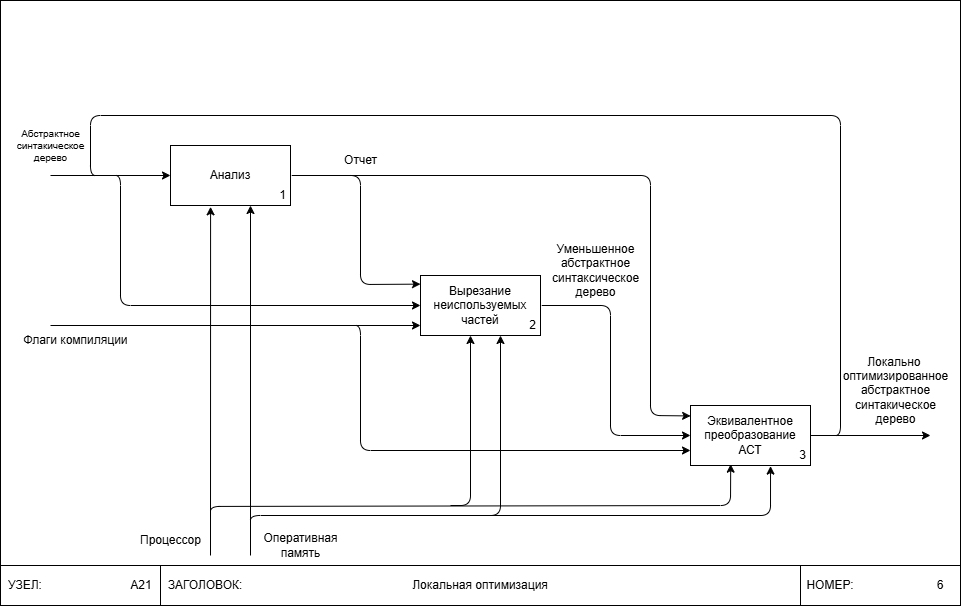 Абстрактное
синтакическое
дерево
Анализ
1
Отчет
Уменьшенное
абстрактное
синтаксическое
дерево
Вырезание
неиспользуемых
частей
2
Флаги компиляции
Локально
оптимизированное
абстрактное
синтакическое
дерево
Эквивалентное
преобразование
АСТ
3
Процессор
Оперативная
память
УЗЕЛ:
А21
ЗАГОЛОВОК:
Локальная оптимизация
НОМЕР:
6